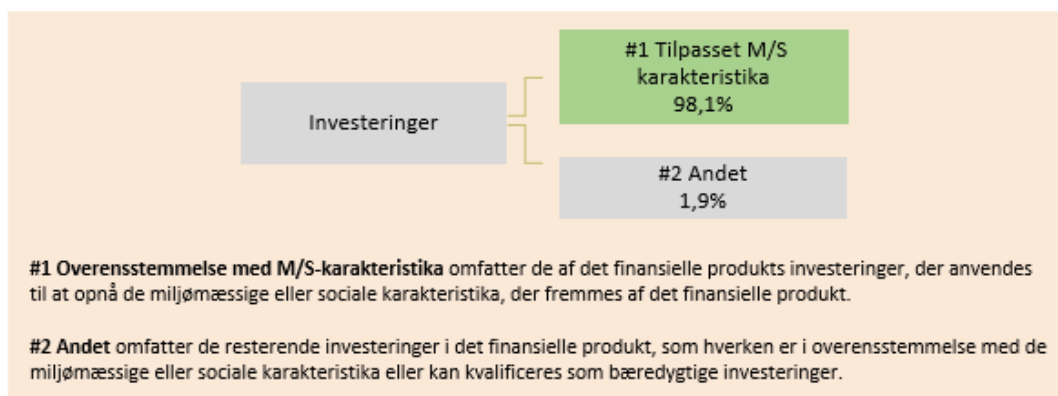 #1 Tilpasset M/S
karakteristika
98,1%
Investeringer
#2 Andet
1,9%
#1 Overensstemmelse med M/S-karakteristika omfatter de af det finansielle produkts investeringer, der anvendes
til at opnå de miljømæssige eller sociale karakteristika, der fremmes af det finansielle produkt.
#2 Andet omfatter de resterende investeringer i det finansielle produkt, som hverken er i overensstemmelse med de
miljømæssige eller sociale karakteristika eller kan kvalificeres som bæredygtige investeringer.